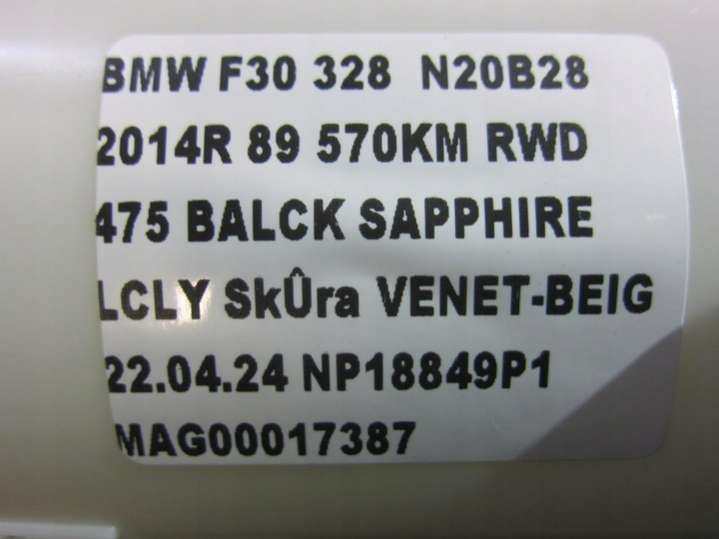 BMW F30 328 N20B28
2014R 89 570KM RWD
475 BALCK SAPPHIRE
LCLY SkÛra VENET-BEIG
22.04.24 NP18849P1
MAG00017387